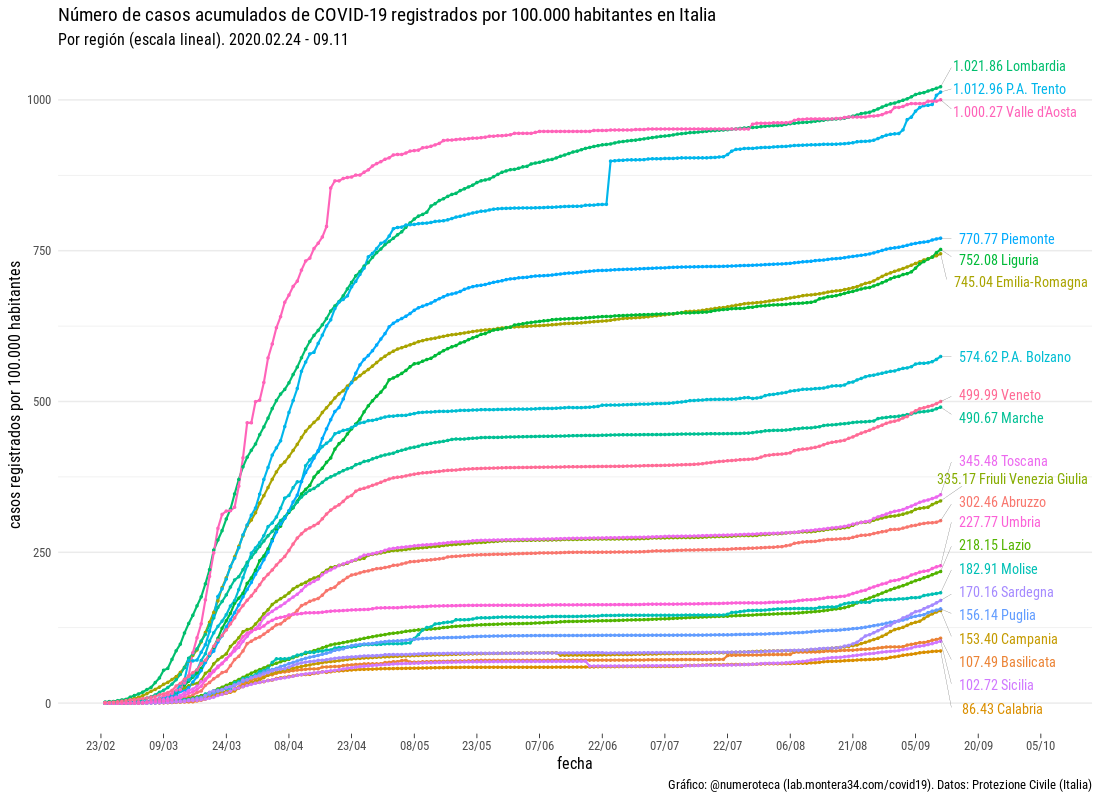 Número de casos acumulados de COVID-19 registrados por 100.000 habitantes en Italia
Por región (escala lineal). 2020.02.24 - 09.11
casos registrados por 100.000 habitantes
1000
750
500
250
0
1.021.86 Lombardia
1.012.96 P.A. Trento
1.000.27 Valle d'Aosta
770.77 Piemonte
752.08 Liguria
745.04 Emilia-Romagna
574.62 P.A. Bolzano
499.99 Veneto
490.67 Marche
345.48 Toscana
335.17 Friuli Venezia Giulia
302.46 Abruzzo
227.77 Umbria
218.15 Lazio
182.91 Molise
170.16 Sardegna
156.14 Puglia
153.40 Campania
107.49 Basilicata
102.72 Sicilia
86.43 Calabria
23/02 09/03 24/03 08/04 23/04 08/05 23/05 07/06 22/06 07/07 22/07 06/08 21/08 05/09 20/09 05/10
fecha
Gráfico: @numeroteca (lab.montera34.com/covid19). Datos: Protezione Civile (Italia)